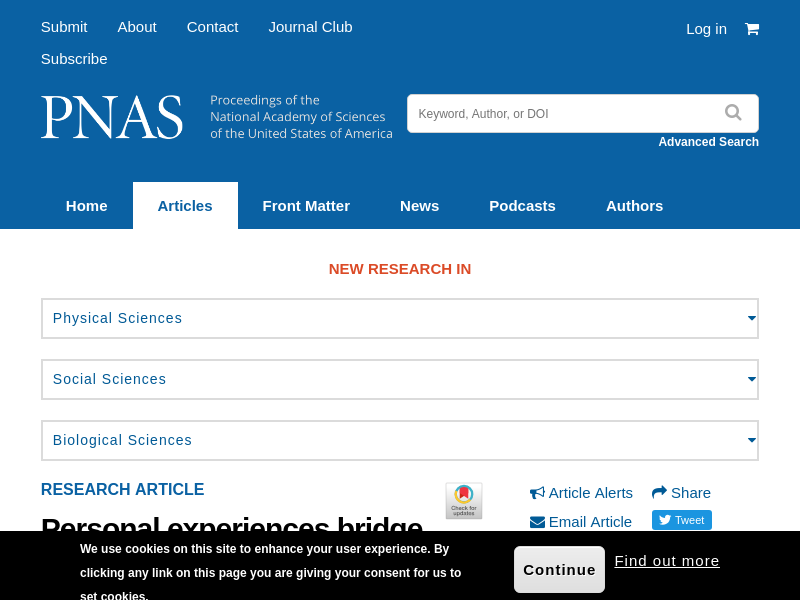 Submit About Contact Journal Club
Log in
Subscribe
PNAS
Proceedings of the
National Academy of Sciences
of the United States of America
Keyword, Author, or DOI
Advanced Search
Home Articles Front Matter News Podcasts Authors
NEW RESEARCH IN
Physical Sciences
Social Sciences
Biological Sciences
RESEARCH ARTICLE
Check for
updates
Article Alerts Share
Email Article Tweet
Personal experiences bridge
We use cookies on this site to enhance your user experience. By
clicking any link on this page you are giving your consent for us to
set cookies.
Continue
Find out more